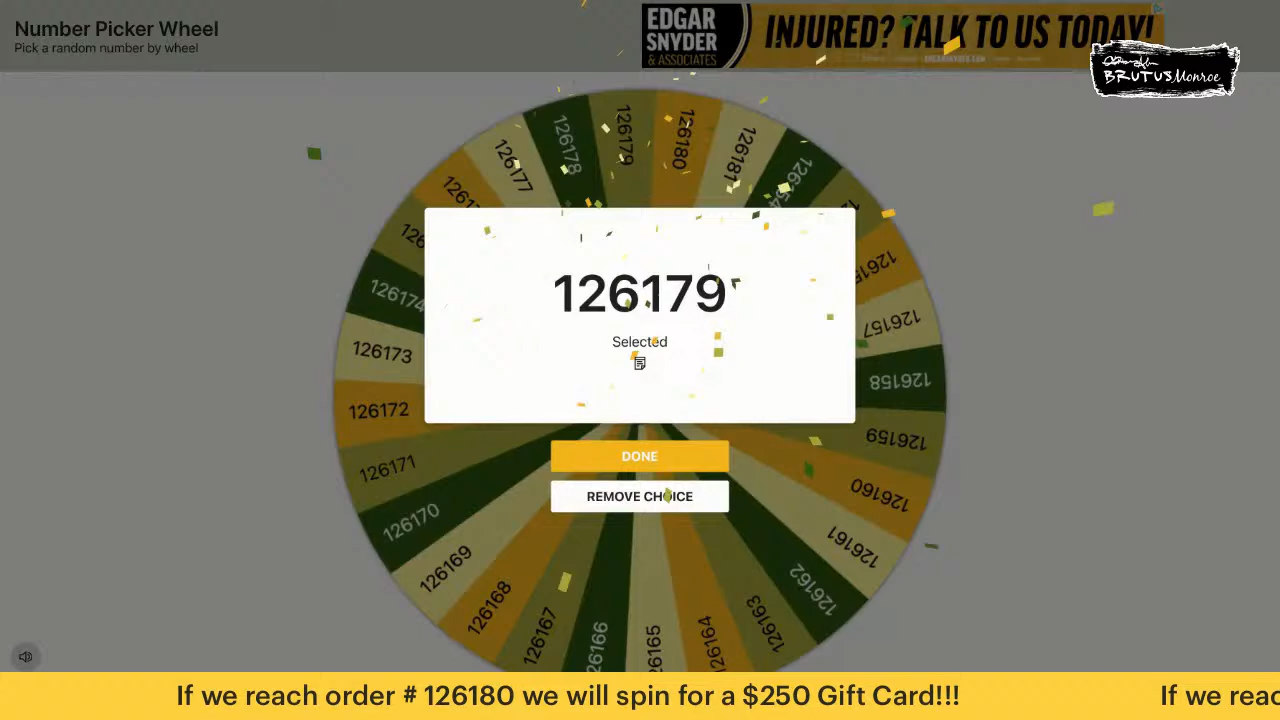 Number Picker Wheel
Pick a random number by wheel
EDGAR
SNYDER
& ASSOCIATES
INJURED? TALK TO US TODAY!
BRUTUS Monroe
126177
126178
126179
126180
126181
126174
126173
126172
126171
126170
126169
126168
126167
126166
126165
126164
126163
126162
126161
126160
126159
126158
126157
126179
Selected
DONE
REMOVE CHOICE
If we reach order # 126180 we will spin for a $250 Gift Card!!!
If we reac